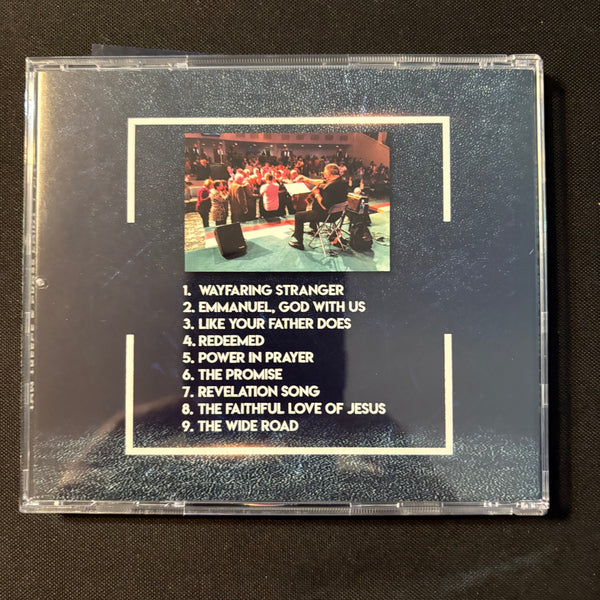 1. WAYFARING STRANGER
2. EMMANUEL, GOD WITH US
3. LIKE YOUR FATHER DOES
4. REDEEMED
5. POWER IN PRAYER
6. THE PROMISE
7. REVELATION SONG
8. THE FAITHFUL LOVE OF JESUS
9. THE WIDE ROAD